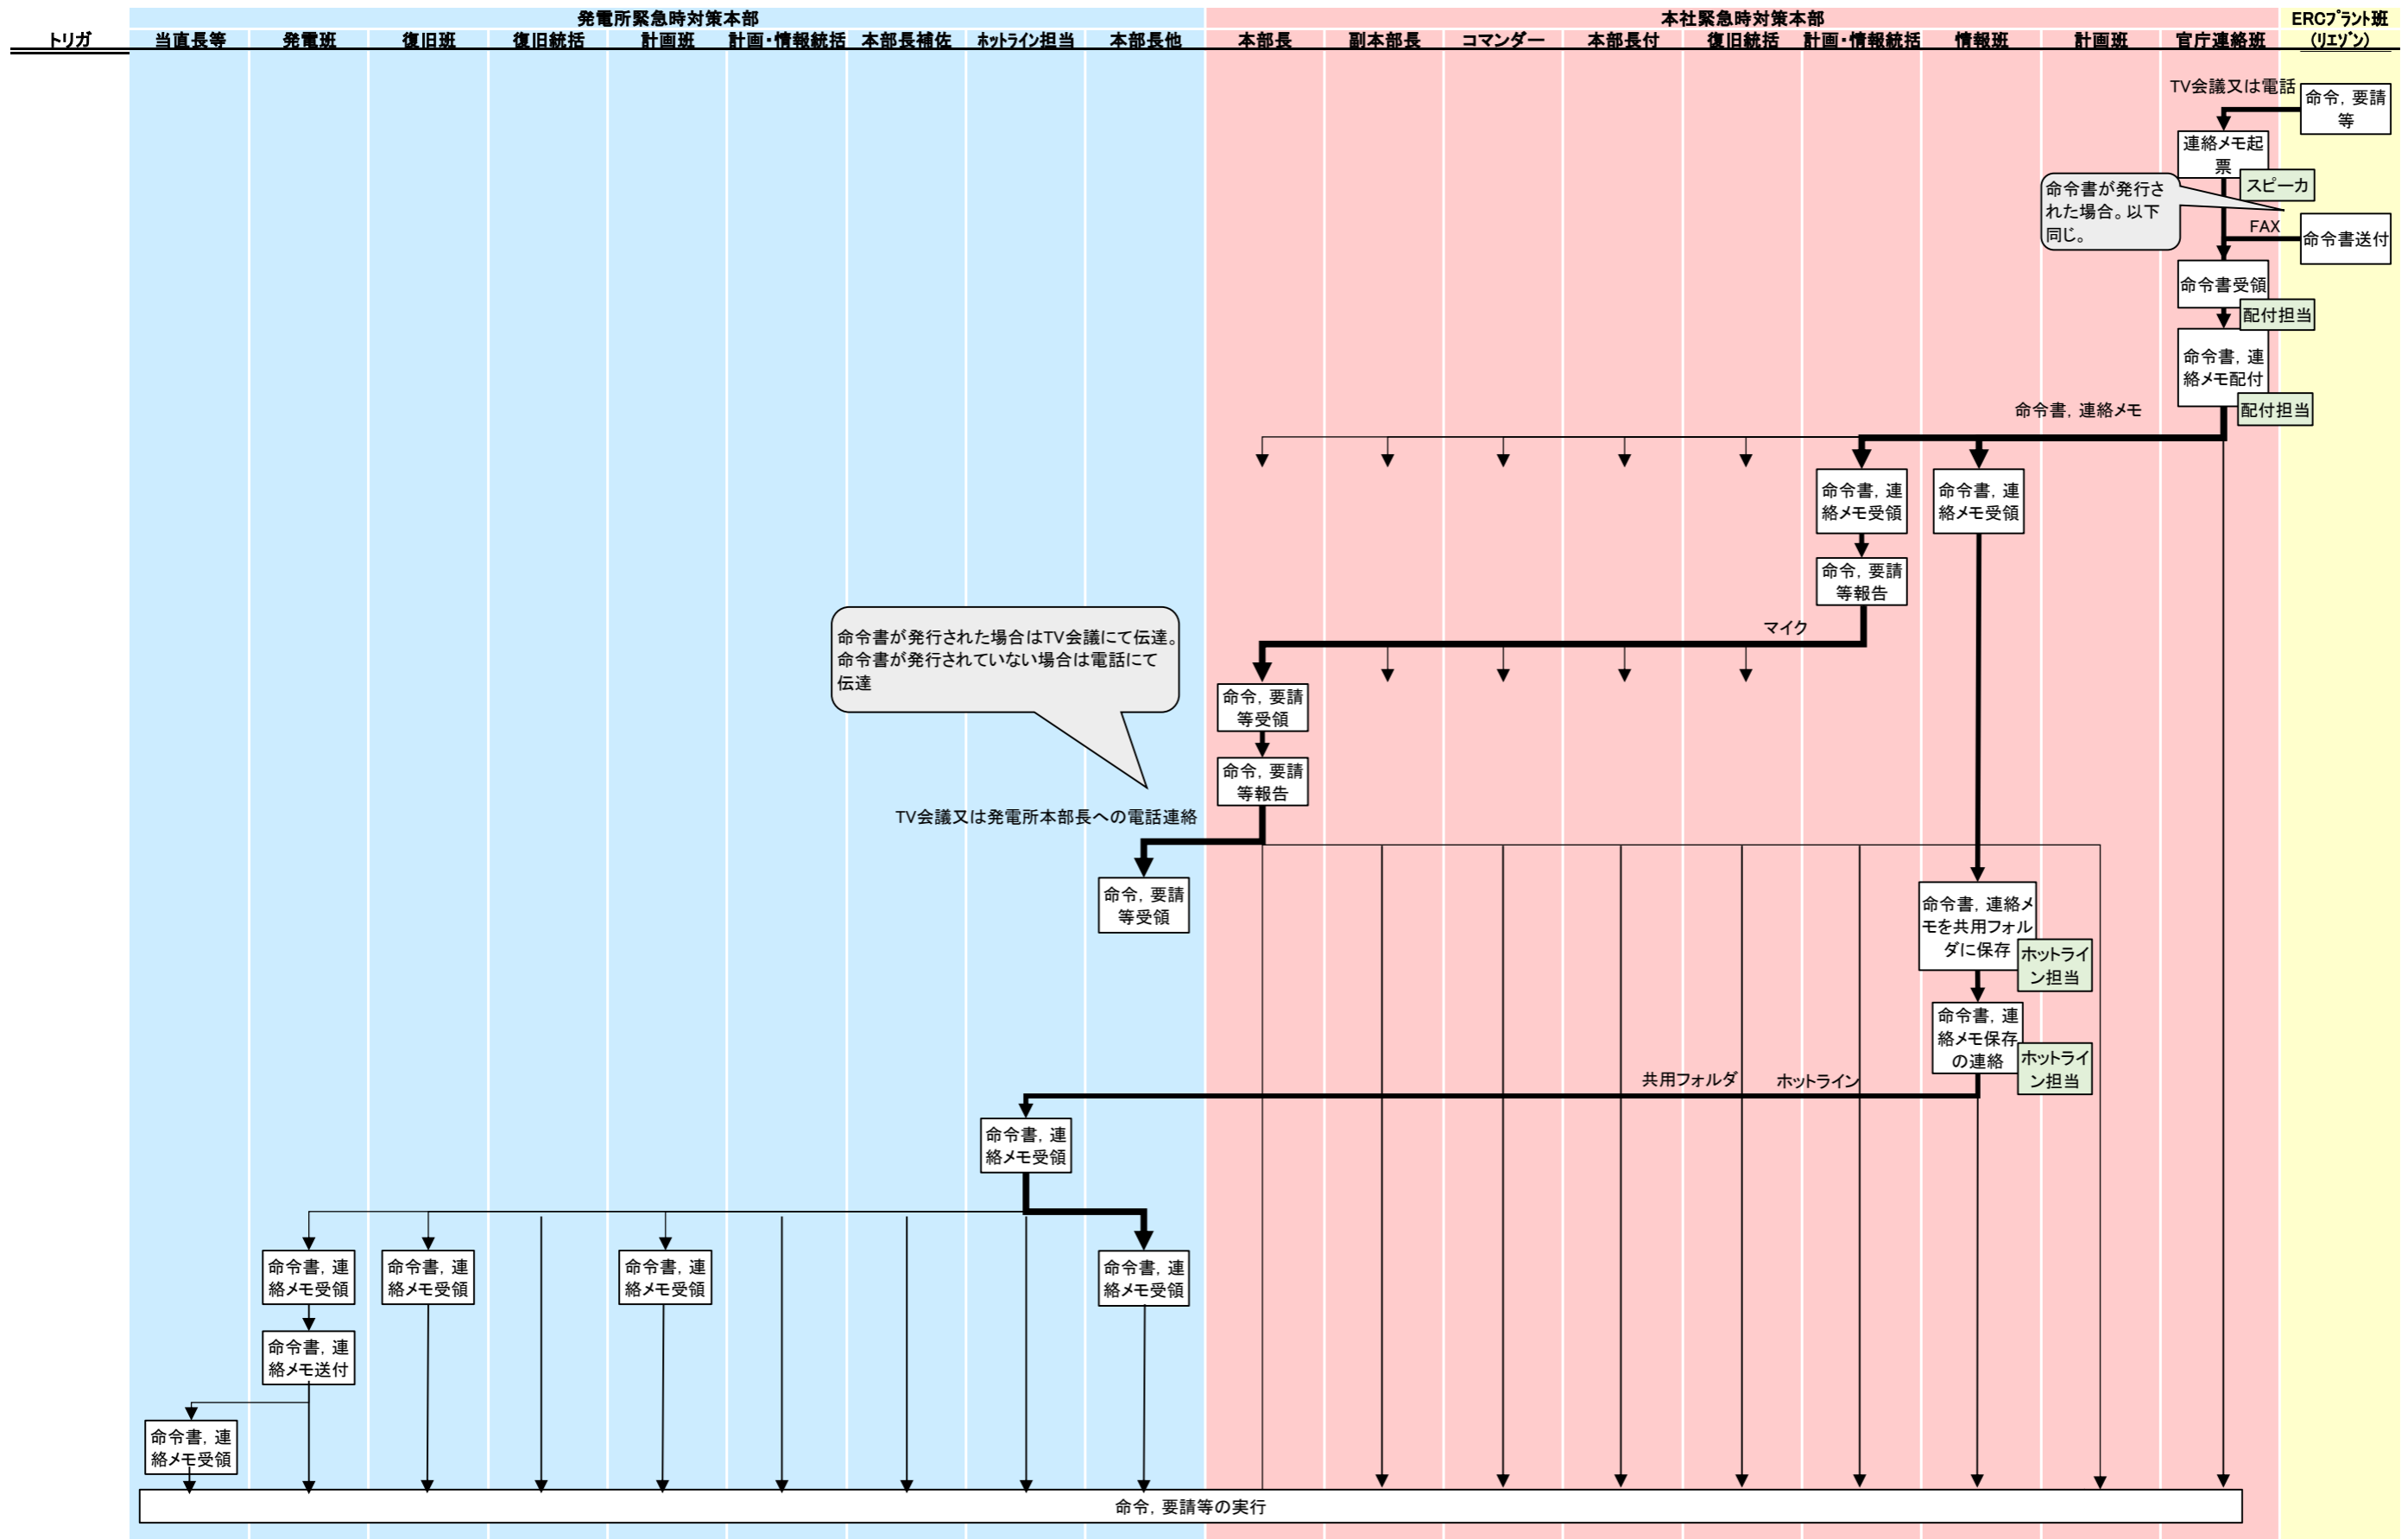 発電所緊急時対策本部
本社緊急時対策本部
ERCﾌﾟﾗﾝﾄ班
トリガ
当直長等
発電班
復旧班
復旧統括
計画班
計画・情報統括
本部長補佐
ﾎｯﾄﾗｲﾝ担当
本部長他
本部長
副本部長
コマンダー
本部長付
復旧統括
計画・情報統括
情報班
計画班
官庁連絡班
(ﾘｴｿﾞﾝ)
TV会議又は電話
命令，要請
等
連絡メモ起
票
スピーカ
命令書が発行さ
れた場合。以下
同じ。
FAX
命令書送付
命令書受領
配付担当
命令書，連
絡メモ配付
配付担当
命令書，連絡メモ
命令書，連
絡メモ受領
命令書，連
絡メモ受領
命令，要請
等報告
マイク
命令書が発行された場合はTV会議にて伝達。
命令書が発行されていない場合は電話にて
伝達
命令，要請
等受領
命令，要請
等報告
TV会議又は発電所本部長への電話連絡
命令，要請
等受領
命令書，連絡メ
モを共用フォル
ダに保存
ホットライ
ン担当
命令書，連
絡メモ保存
の連絡
ホットライ
ン担当
共用フォルダ
ホットライン
命令書，連
絡メモ受領
命令書，連
絡メモ受領
命令書，連
絡メモ受領
命令書，連
絡メモ受領
命令書，連
絡メモ受領
命令書，連
絡メモ送付
命令書，連
絡メモ受領
命令，要請等の実行